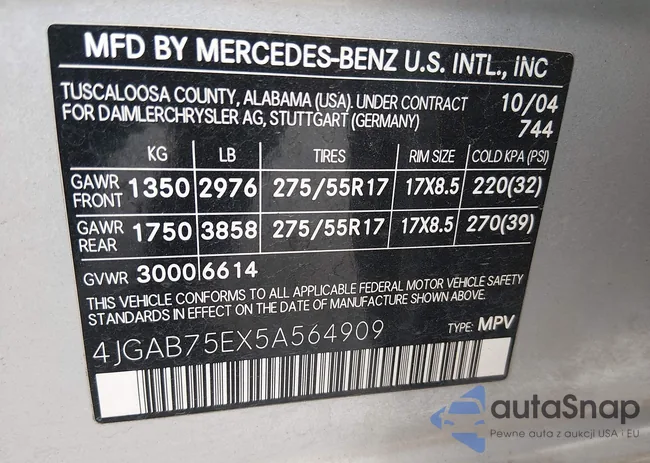 MFD BY MERCEDES-BENZ U.S. INTL., INC
TUSCALOOSA COUNTY, ALABAMA (USA). UNDER CONTRACT 10/04
FOR DAIMLERCHRYSLER AG, STUTTGART (GERMANY) 744
KG LB TIRES RIM SIZE COLD KPA (PSI)
GAWR FRONT 1350 2976 275/55R17 17X8.5 220(32)
GAWR REAR 1750 3858 275/55R17 17X8.5 270(39)
GVWR 3000 6614
THIS VEHICLE CONFORMS TO ALL APPLICABLE FEDERAL MOTOR VEHICLE SAFETY
STANDARDS IN EFFECT ON THE DATE OF MANUFACTURE SHOWN ABOVE.
4JGAB75EX5A564909 TYPE: MPV
autaSnap
Pewne auta z aukcji USA i EU